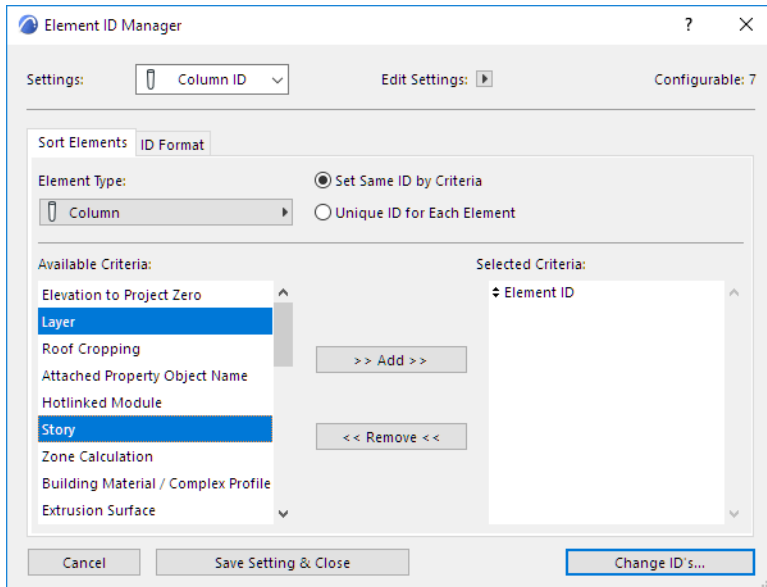 Element ID Manager
?
Settings:
Column ID
Edit Settings:
Configurable: 7
Sort Elements
ID Format
Element Type:
Set Same ID by Criteria
Column
Unique ID for Each Element
Available Criteria:
Selected Criteria:
Elevation to Project Zero
Element ID
Layer
Roof Cropping
>> Add >>
Attached Property Object Name
Hotlinked Module
Story
<< Remove <<
Zone Calculation
Building Material / Complex Profile
Extrusion Surface
Cancel
Save Setting & Close
Change ID's...